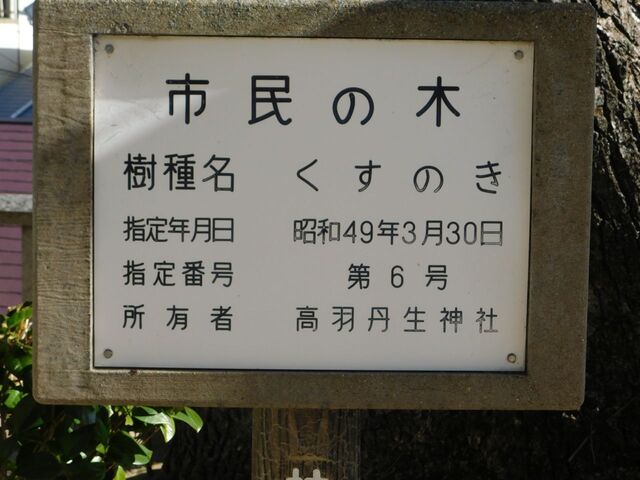 市民の木
樹種名 くすのき
指定年月日 昭和49年3月30日
指定番号 第6号
所有者 高羽丹生神社